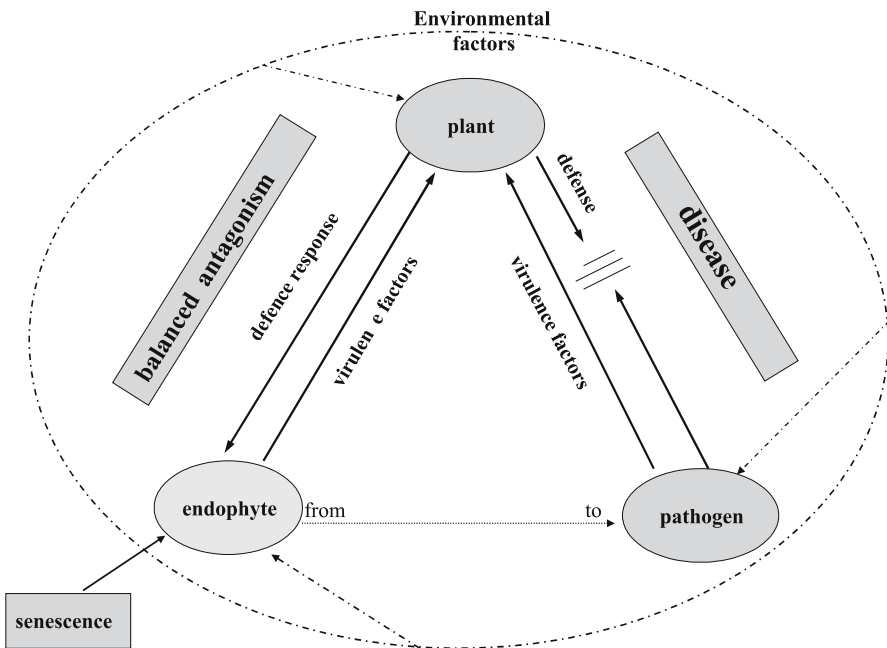 Environmental
factors
plant
balanced antagonism
defence response
virulen e factors
virulence factors
defense
disease
endophyte
from
to
pathogen
senescence